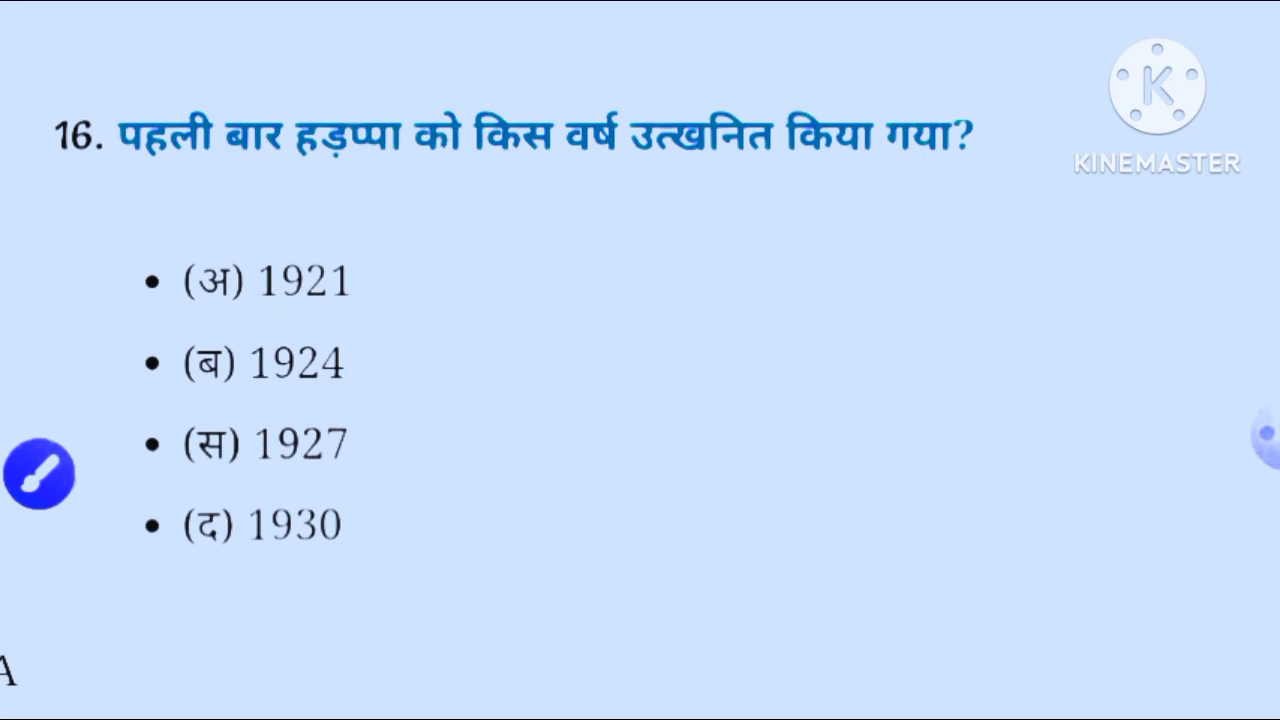 16. पहली बार हड़प्पा को किस वर्ष उत्खनित किया गया?
K
KINEMASTER
• (अ) 1921
• (ब) 1924
• (स) 1927
• (द) 1930
A